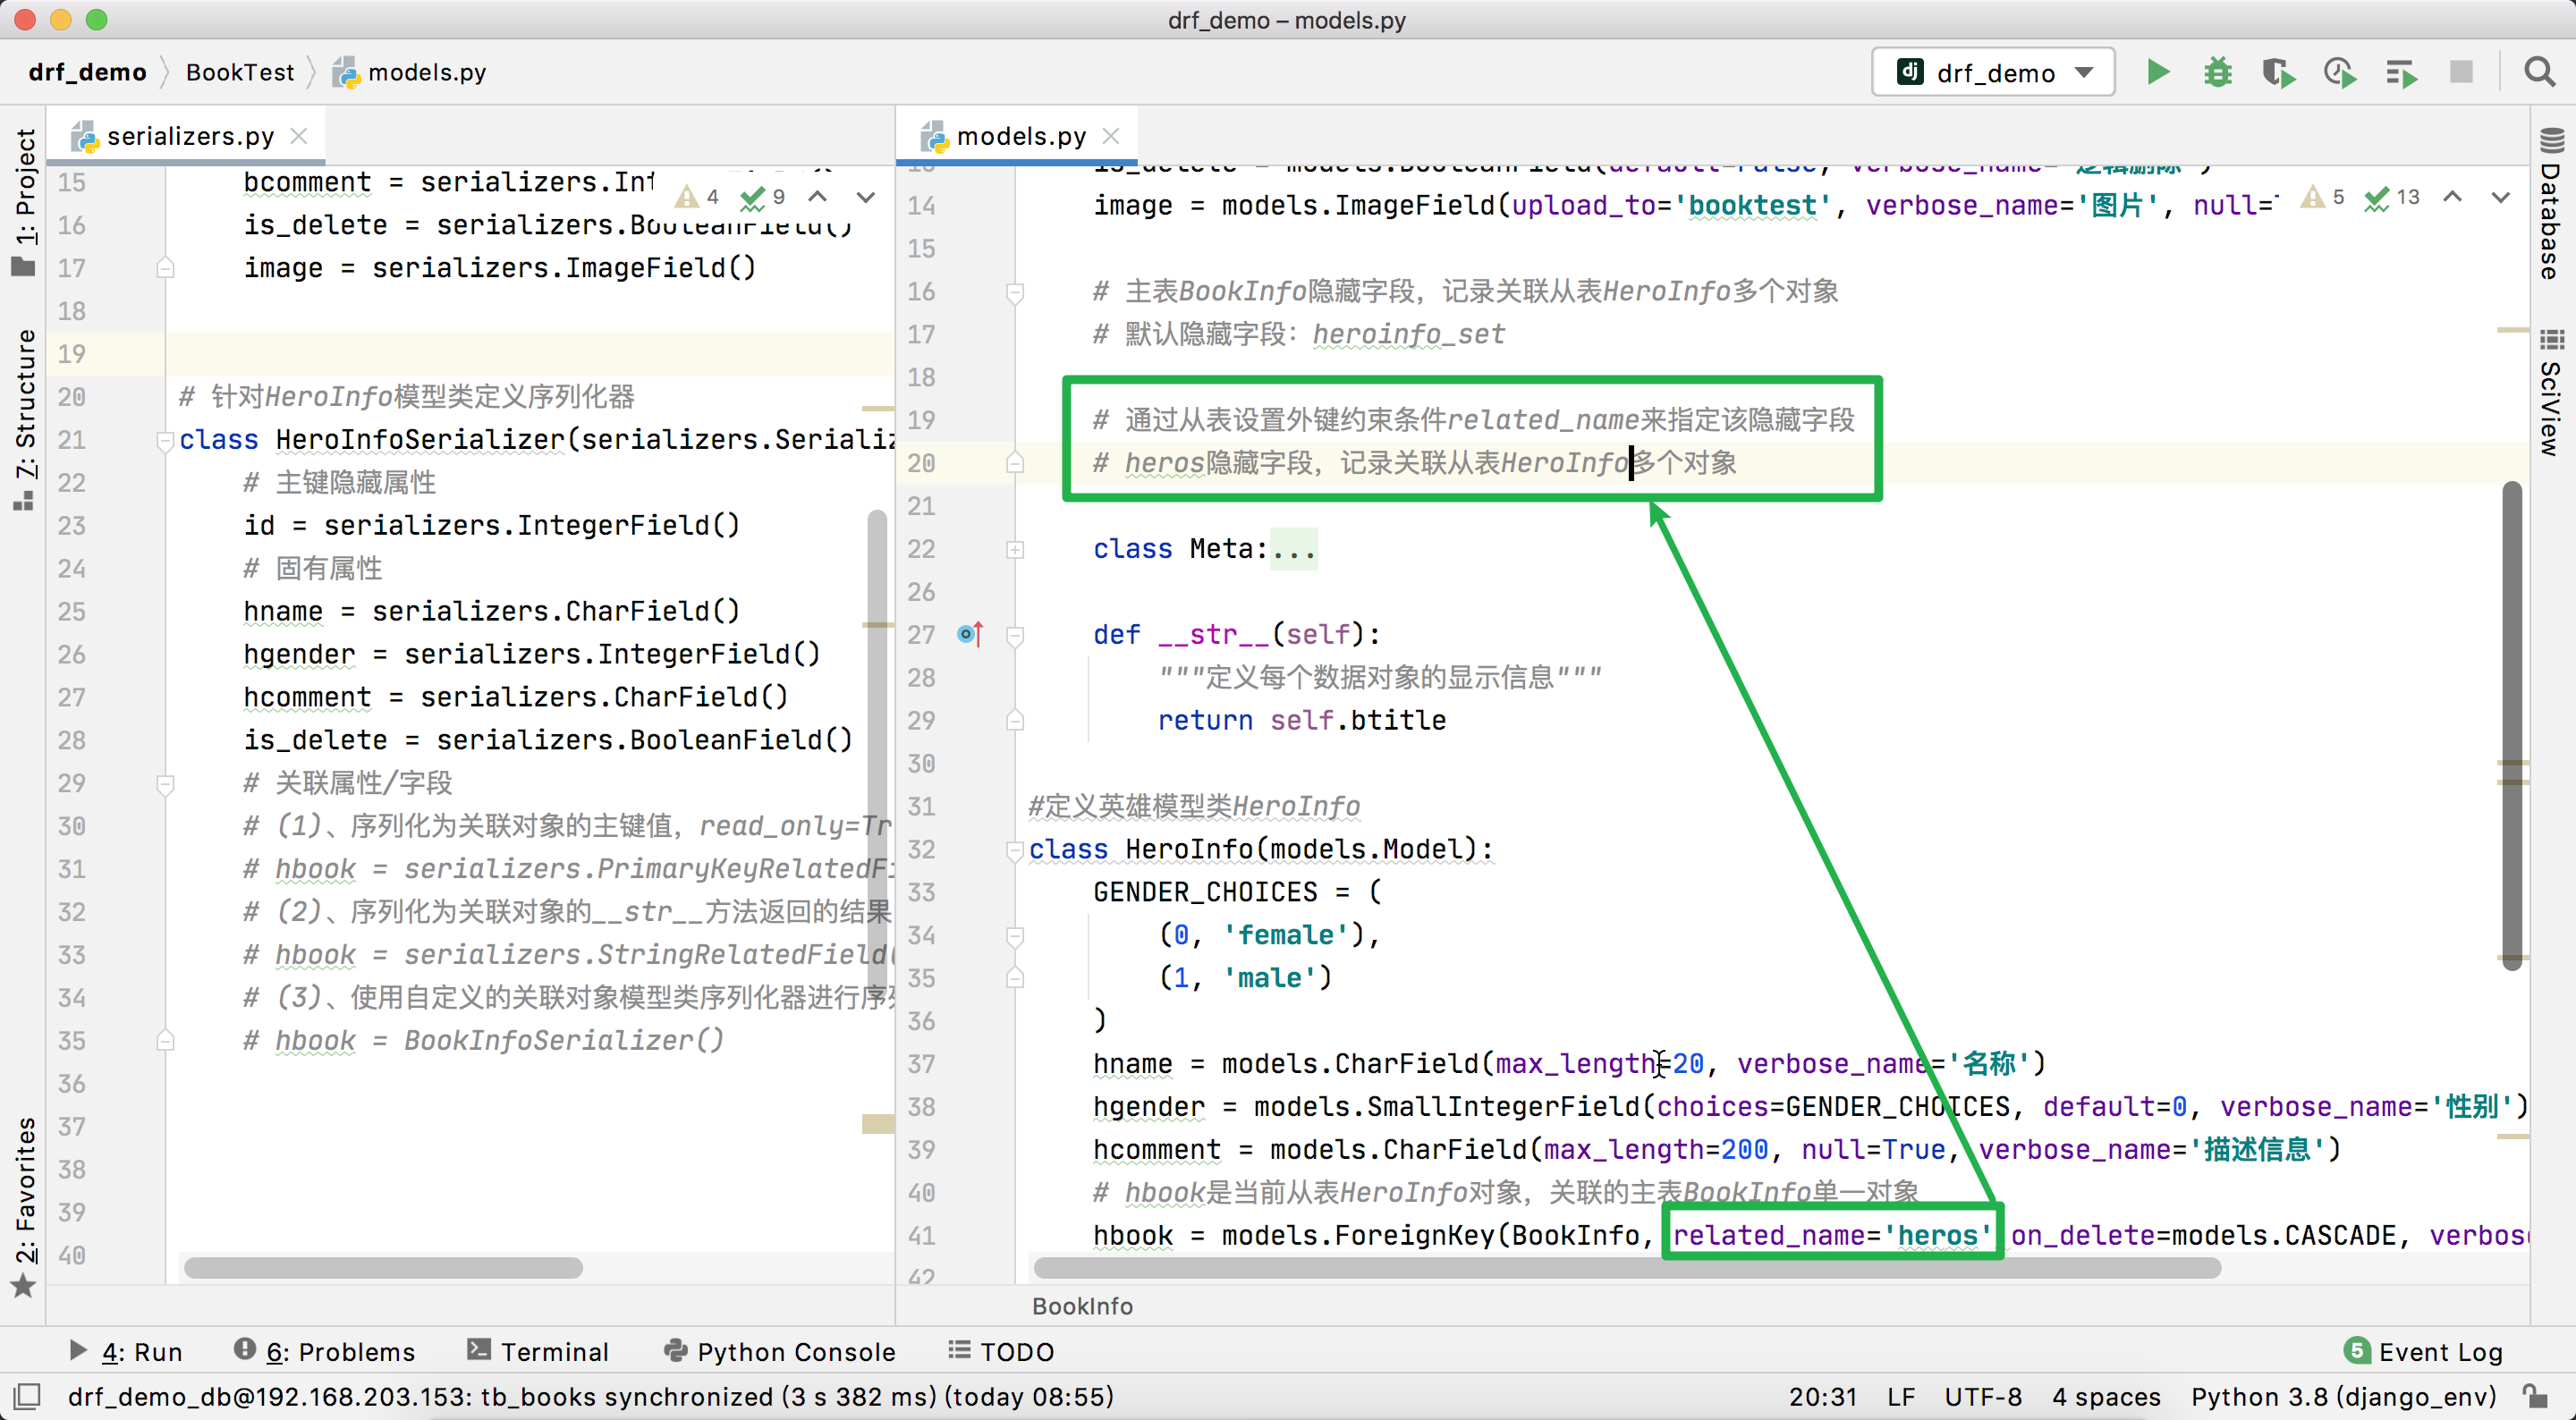 drf_demo – models.py
drf_demo
BookTest
models.py
drf_demo
1: Project
7: Structure
2: Favorites
serializers.py
4 9
15 bcomment = serializers.Int
16 is_delete = serializers.BooleanField()
17 image = serializers.ImageField()
18
19
20 # 针对HeroInfo模型类定义序列化器
21 class HeroInfoSerializer(serializers.Serializ
22 # 主键隐藏属性
23 id = serializers.IntegerField()
24 # 固有属性
25 hname = serializers.CharField()
26 hgender = serializers.IntegerField()
27 hcomment = serializers.CharField()
28 is_delete = serializers.BooleanField()
29 # 关联属性/字段
30 # (1)、序列化为关联对象的主键值，read_only=Tr
31 # hbook = serializers.PrimaryKeyRelatedFi
32 # (2)、序列化为关联对象的__str__方法返回的结果
33 # hbook = serializers.StringRelatedField(
34 # (3)、使用自定义的关联对象模型类序列化器进行序列
35 # hbook = BookInfoSerializer()
36
37
38
39
40
models.py
5 13
is_delete = models.BooleanField(default=False, verbose_name='逻辑删除')
14 image = models.ImageField(upload_to='booktest', verbose_name='图片', null=
15
16 # 主表BookInfo隐藏字段，记录关联从表HeroInfo多个对象
17 # 默认隐藏字段：heroinfo_set
18
19 # 通过从表设置外键约束条件related_name来指定该隐藏字段
20 # heros隐藏字段，记录关联从表HeroInfo多个对象
21
22 class Meta:...
26
27 def __str__(self):
28 """定义每个数据对象的显示信息"""
29 return self.btitle
30
31 #定义英雄模型类HeroInfo
32 class HeroInfo(models.Model):
33 GENDER_CHOICES = (
34 (0, 'female'),
35 (1, 'male')
36 )
37 hname = models.CharField(max_length=20, verbose_name='名称')
38 hgender = models.SmallIntegerField(choices=GENDER_CHOICES, default=0, verbose_name='性别')
39 hcomment = models.CharField(max_length=200, null=True, verbose_name='描述信息')
40 # hbook是当前从表HeroInfo对象，关联的主表BookInfo单一对象
41 hbook = models.ForeignKey(BookInfo, related_name='heros' on_delete=models.CASCADE, verbos
42
BookInfo
Database
SciView
4: Run
6: Problems
Terminal
Python Console
TODO
5 Event Log
drf_demo_db@192.168.203.153: tb_books synchronized (3 s 382 ms) (today 08:55)
20:31 LF UTF-8 4 spaces Python 3.8 (django_env)